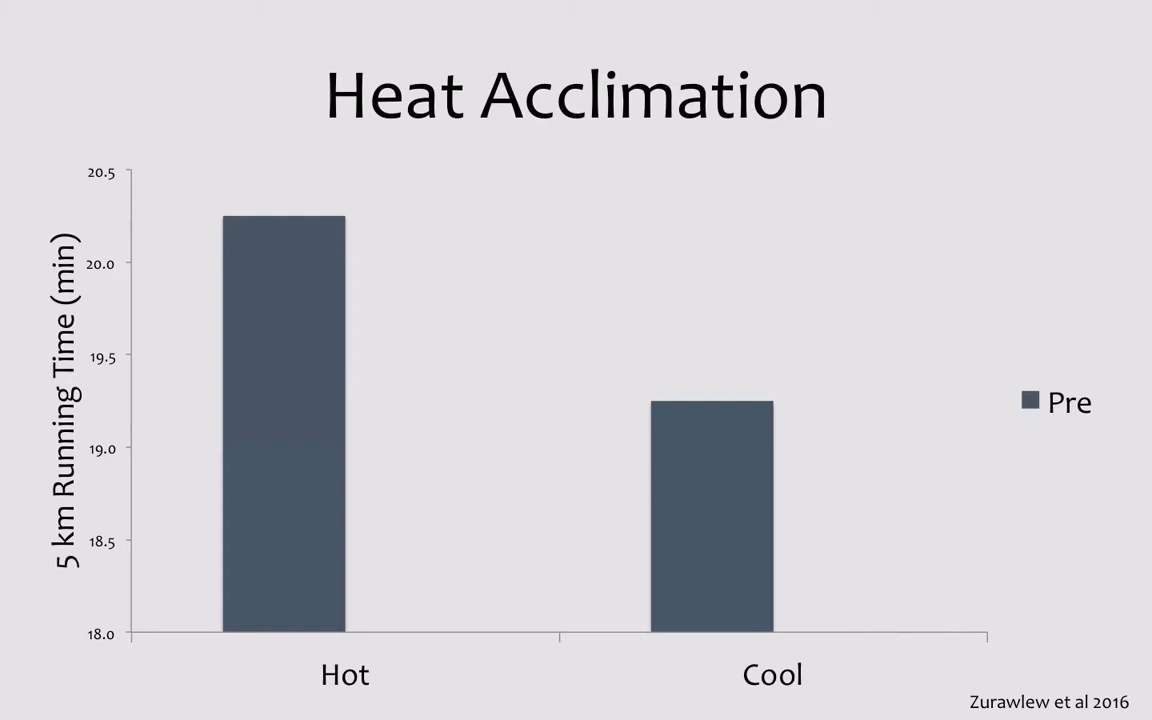 Heat Acclimation
5 km Running Time (min)
20.5
20.0
19.5
19.0
18.5
18.0
Hot
Cool
Pre
Zurawlew et al 2016